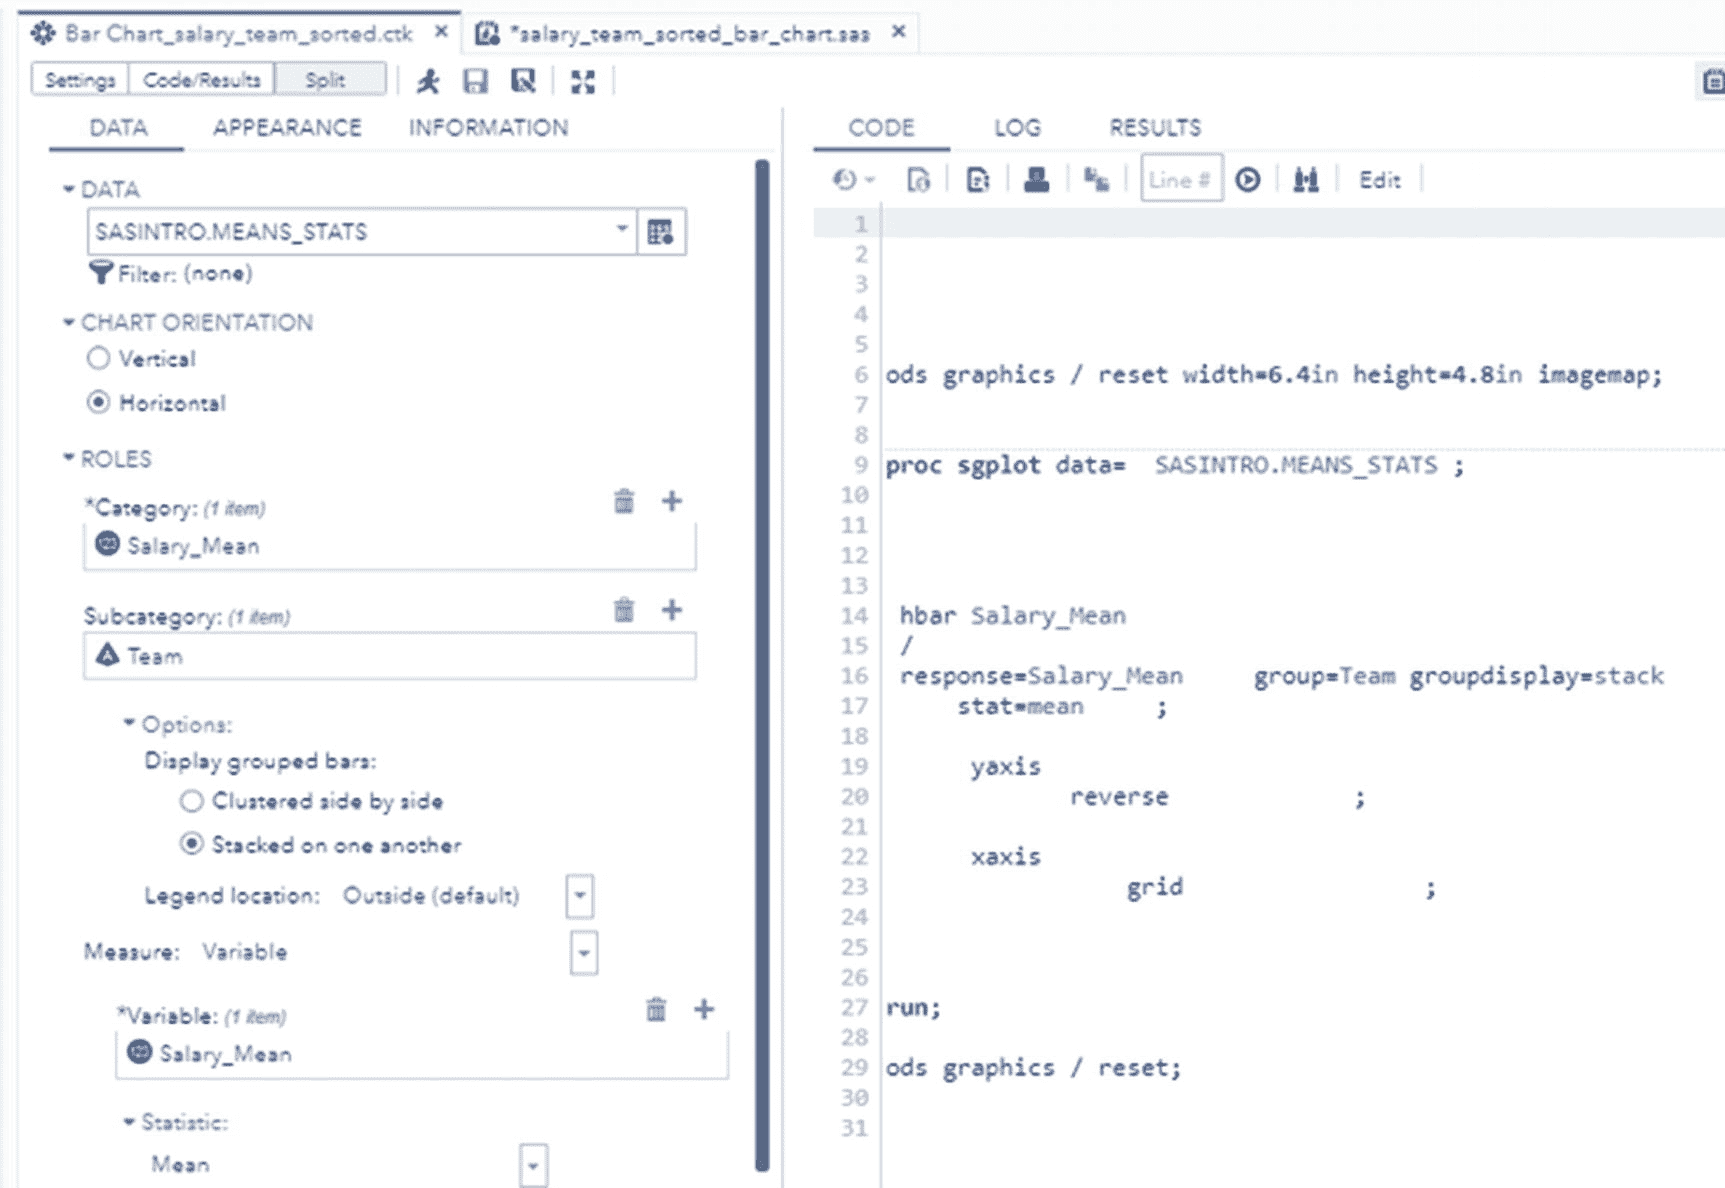 Bar Chart_salary_team_sorted.ctk
*salary_team_sorted_bar_chart.sas
Settings Code/Results Split
DATA APPEARANCE INFORMATION
DATA
SASINTRO.MEANS_STATS
Filter: (none)
CHART ORIENTATION
Vertical
Horizontal
ROLES
*Category: (1 item)
Salary_Mean
Subcategory: (1 item)
Team
Options:
Display grouped bars:
Clustered side by side
Stacked on one another
Legend location: Outside (default)
Measure: Variable
*Variable: (1 item)
Salary_Mean
Statistic:
Mean
CODE LOG RESULTS
Line # Edit
1
2
3
4
5
6 ods graphics / reset width=6.4in height=4.8in imagemap;
7
8
9 proc sgplot data= SASINTRO.MEANS_STATS ;
10
11
12
13
14 hbar Salary_Mean
15 /
16 response=Salary_Mean group=Team groupdisplay=stack
17 stat=mean ;
18
19 yaxis
20 reverse ;
21
22 xaxis
23 grid ;
24
25
26
27 run;
28
29 ods graphics / reset;
30
31